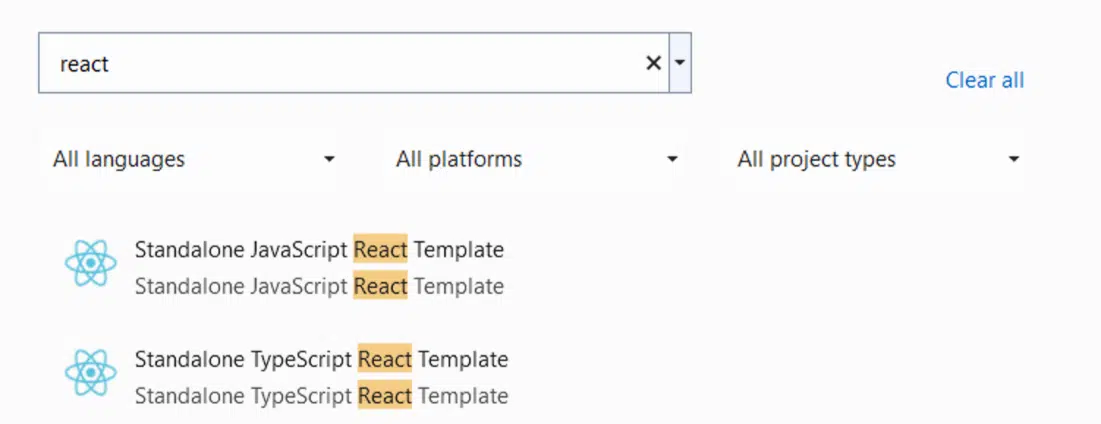 react
Clear all
All languages
All platforms
All project types
Standalone JavaScript React Template
Standalone JavaScript React Template
Standalone TypeScript React Template
Standalone TypeScript React Template